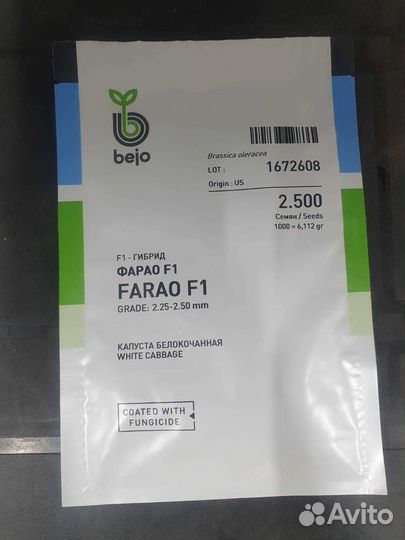 bejo
Brassica oleracea
LOT : 1672608
Origin : US
2.500
Семян / Seeds
1000 = 6,112 gr
F1 - ГИБРИД
ФАРАО F1
FARAO F1
GRADE: 2.25-2.50 mm
КАПУСТА БЕЛОКОЧАННАЯ
WHITE CABBAGE
COATED WITH
FUNGICIDE
Avito